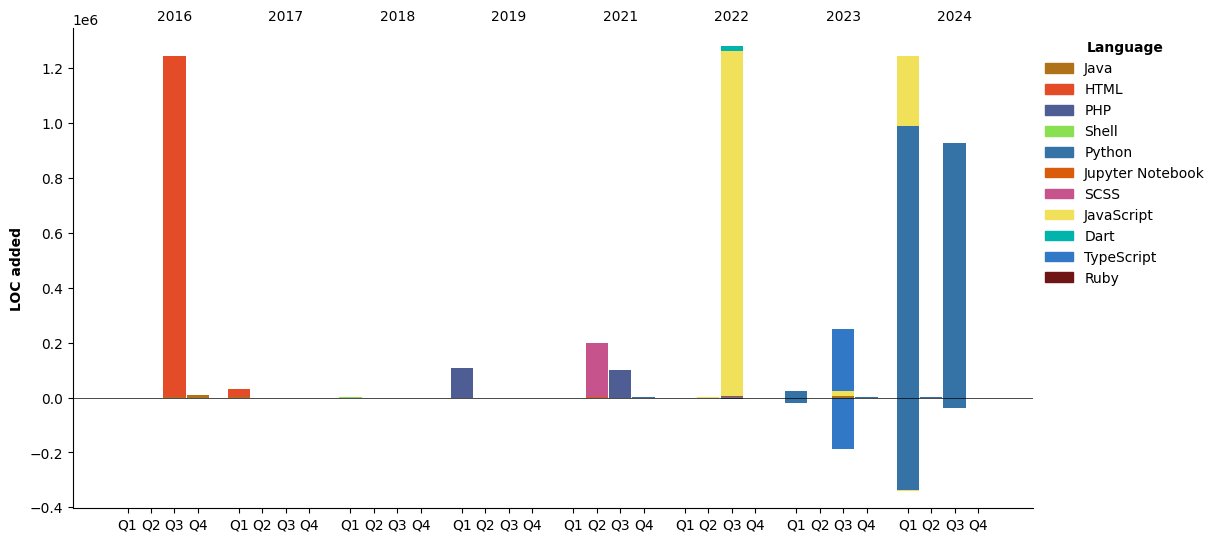 1e6
2016 2017 2018 2019 2021 2022 2023 2024
LOC added
1.2
1.0
0.8
0.6
0.4
0.2
0.0
−0.2
−0.4
Q1 Q2 Q3 Q4 Q1 Q2 Q3 Q4 Q1 Q2 Q3 Q4 Q1 Q2 Q3 Q4 Q1 Q2 Q3 Q4 Q1 Q2 Q3 Q4 Q1 Q2 Q3 Q4 Q1 Q2 Q3 Q4
Language
Java
HTML
PHP
Shell
Python
Jupyter Notebook
SCSS
JavaScript
Dart
TypeScript
Ruby